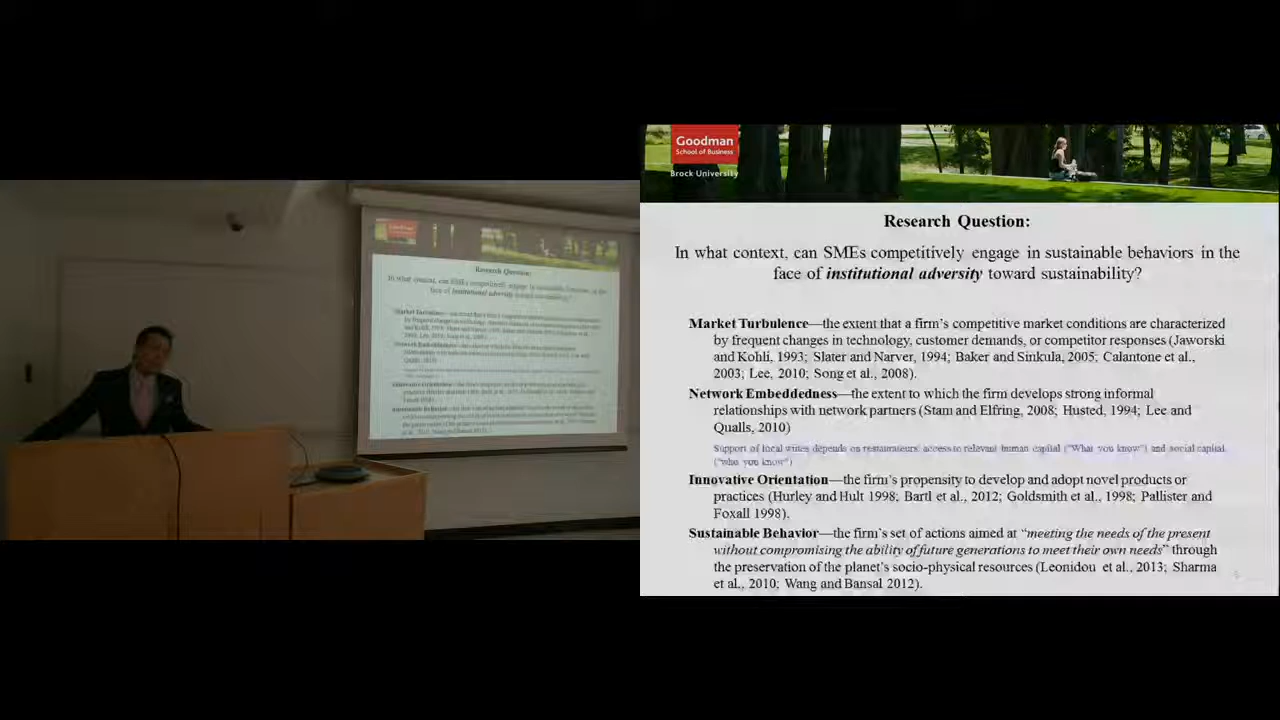 Goodman
School of Business
Brock University
Research Question:
In what context, can SMEs competitively engage in sustainable behaviors in the
face of institutional adversity toward sustainability?
Market Turbulence—the extent that a firm's competitive market conditions are characterized
by frequent changes in technology, customer demands, or competitor responses (Jaworski
and Kohli, 1993; Slater and Narver, 1994; Baker and Sinkula, 2005; Calantone et al.,
2003; Lee, 2010; Song et al., 2008).
Network Embeddedness—the extent to which the firm develops strong informal
relationships with network partners (Stam and Elfring, 2008; Husted, 1994; Lee and
Qualls, 2010)
Support of local wines depends on restaurateurs' access to relevant human capital ("What you know") and social capital
("who you know")
Innovative Orientation—the firm's propensity to develop and adopt novel products or
practices (Hurley and Hult 1998; Bartl et al., 2012; Goldsmith et al., 1998; Pallister and
Foxall 1998).
Sustainable Behavior—the firm's set of actions aimed at "meeting the needs of the present
without compromising the ability of future generations to meet their own needs" through
the preservation of the planet's socio-physical resources (Leonidou et al., 2013; Sharma
et al., 2010; Wang and Bansal 2012).